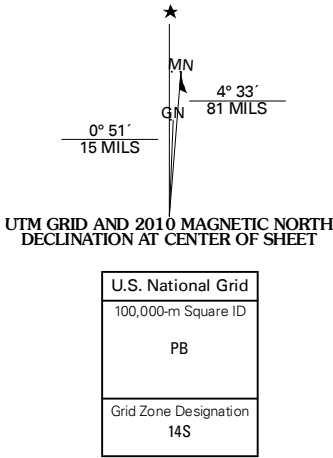 MN
GN
4° 33´
81 MILS
0° 51´
15 MILS
UTM GRID AND 2010 MAGNETIC NORTH
DECLINATION AT CENTER OF SHEET
U.S. National Grid
100,000-m Square ID
PB
Grid Zone Designation
14S